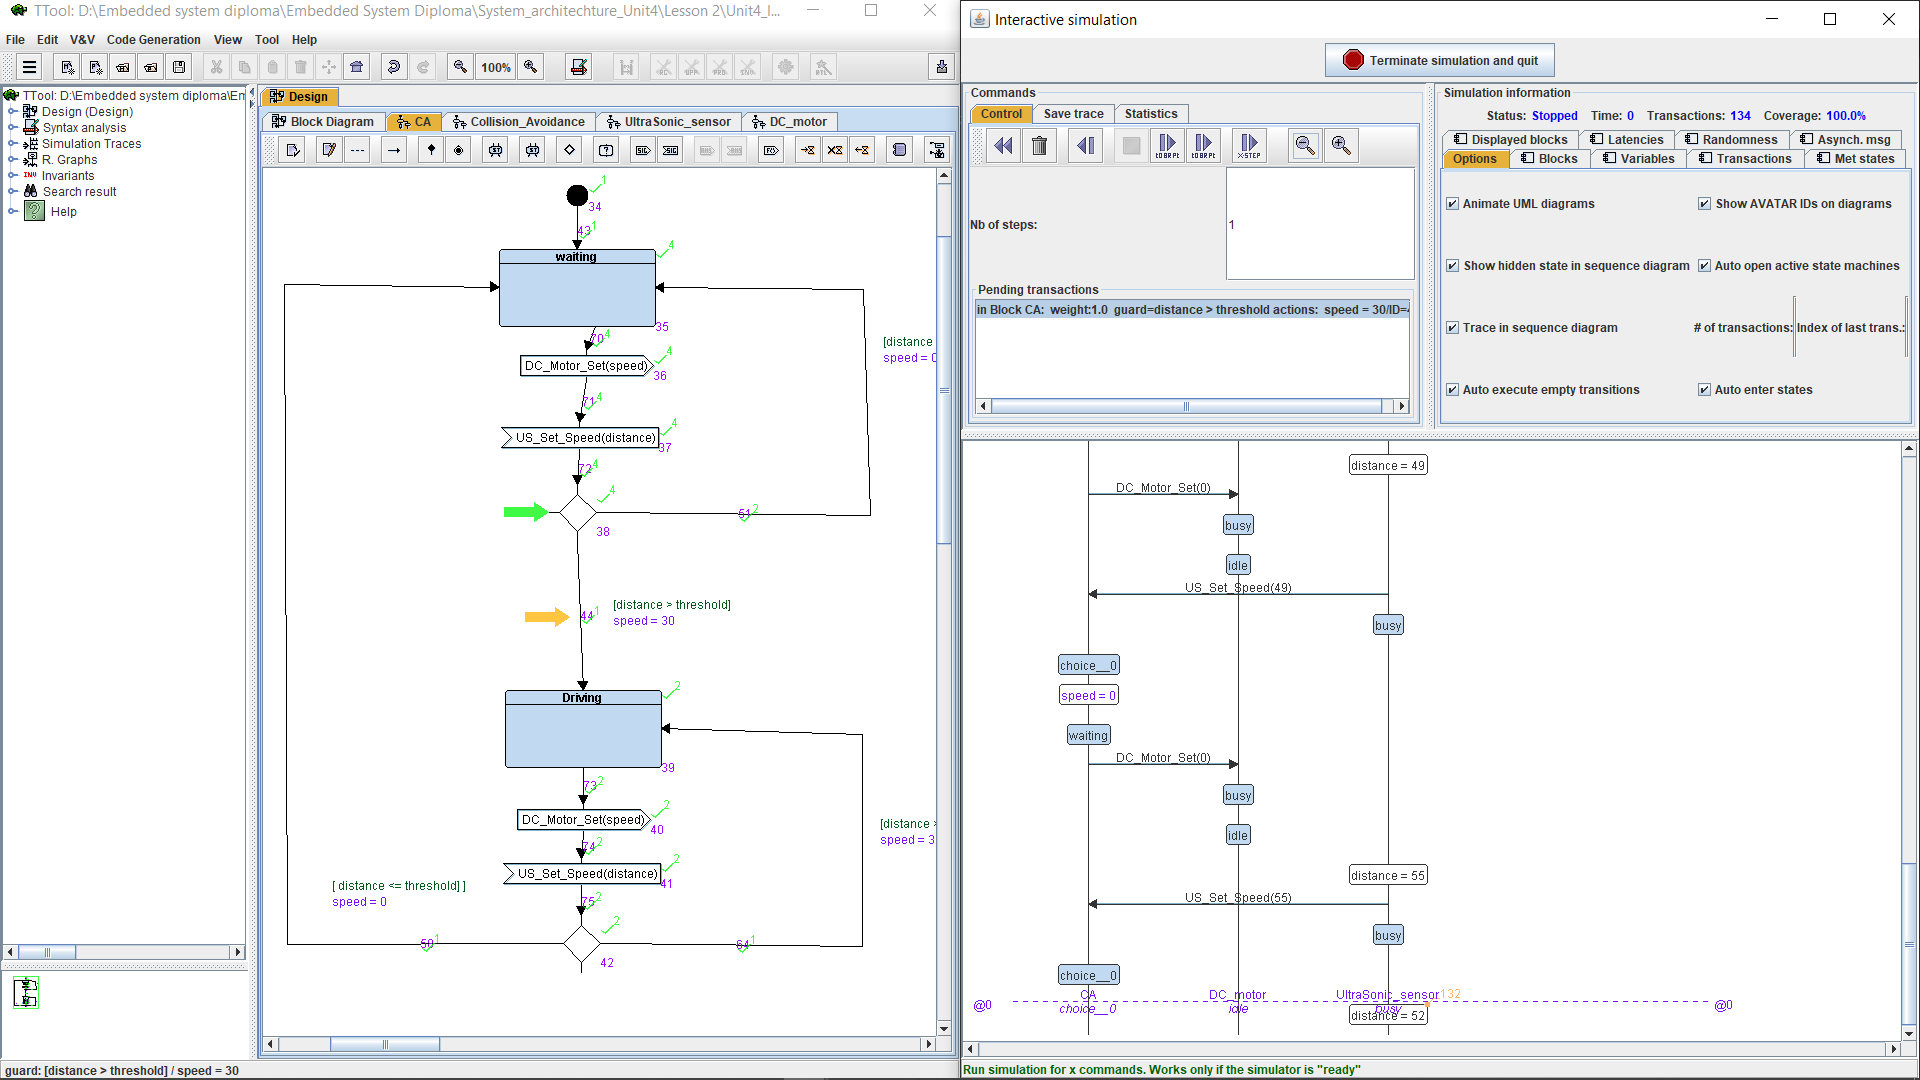 TTool: D:\Embedded system diploma\Embedded System Diploma\System_architechture_Unit4\Lesson 2\Unit4_l...
File Edit V&V Code Generation View Tool Help
100%
TTool: D:\Embedded system diploma\Em
Design (Design)
Syntax analysis
Simulation Traces
R. Graphs
INV Invariants
Search result
? Help
Design
Block Diagram CA Collision_Avoidance UltraSonic_sensor DC_motor
1
34
43 1
waiting
4
35
70 4
DC_Motor_Set(speed)
4
36
71 4
US_Set_Speed(distance)
4
37
72 4
4
38
51 2
[distance
speed = 0
44 1
[distance > threshold]
speed = 30
Driving
2
39
73 2
DC_Motor_Set(speed)
2
40
74 2
US_Set_Speed(distance)
2
41
75 2
2
42
[distance >
speed = 3
[ distance <= threshold] ]
speed = 0
50 1
64 1
guard: [distance > threshold] / speed = 30
Interactive simulation
Terminate simulation and quit
Commands
Control Save trace Statistics
toBRPT toBRPT X-STEP
Nb of steps:
1
Pending transactions
in Block CA: weight:1.0 guard=distance > threshold actions: speed = 30/ID=4
Simulation information
Status: Stopped Time: 0 Transactions: 134 Coverage: 100.0%
Displayed blocks Latencies Randomness Asynch. msg
Options Blocks Variables Transactions Met states
Animate UML diagrams Show AVATAR IDs on diagrams
Show hidden state in sequence diagram Auto open active state machines
Trace in sequence diagram # of transactions: Index of last trans.:
Auto execute empty transitions Auto enter states
distance = 49
DC_Motor_Set(0)
busy
idle
US_Set_Speed(49)
busy
choice__0
speed = 0
waiting
DC_Motor_Set(0)
busy
idle
distance = 55
US_Set_Speed(55)
busy
choice__0
CA DC_motor UltraSonic_sensor 132
@0 @0
choice__0 idle busy
distance = 52
Run simulation for x commands. Works only if the simulator is "ready"